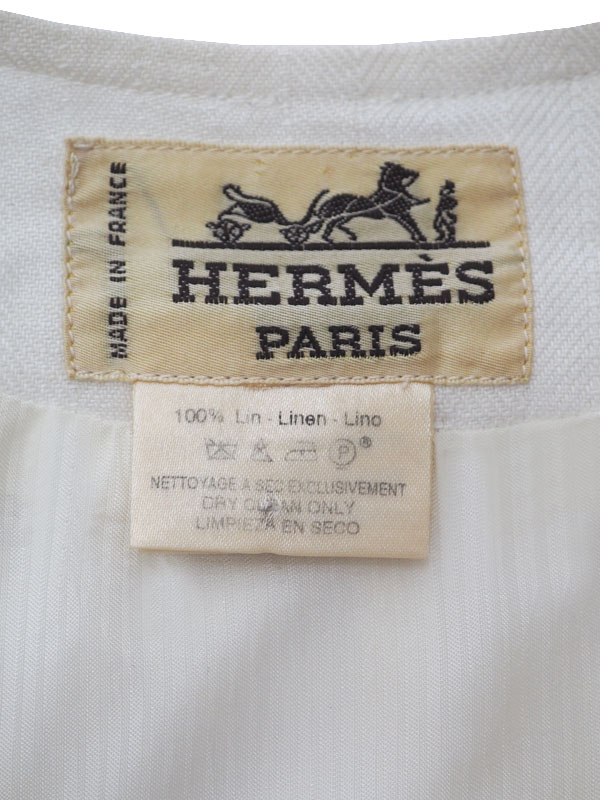 MADE IN FRANCE
HERMÈS
PARIS
100% Lin - Linen - Lino
P®
NETTOYAGE A SEC EXCLUSIVEMENT
DRY CLEAN ONLY
LIMPIEZA EN SECO